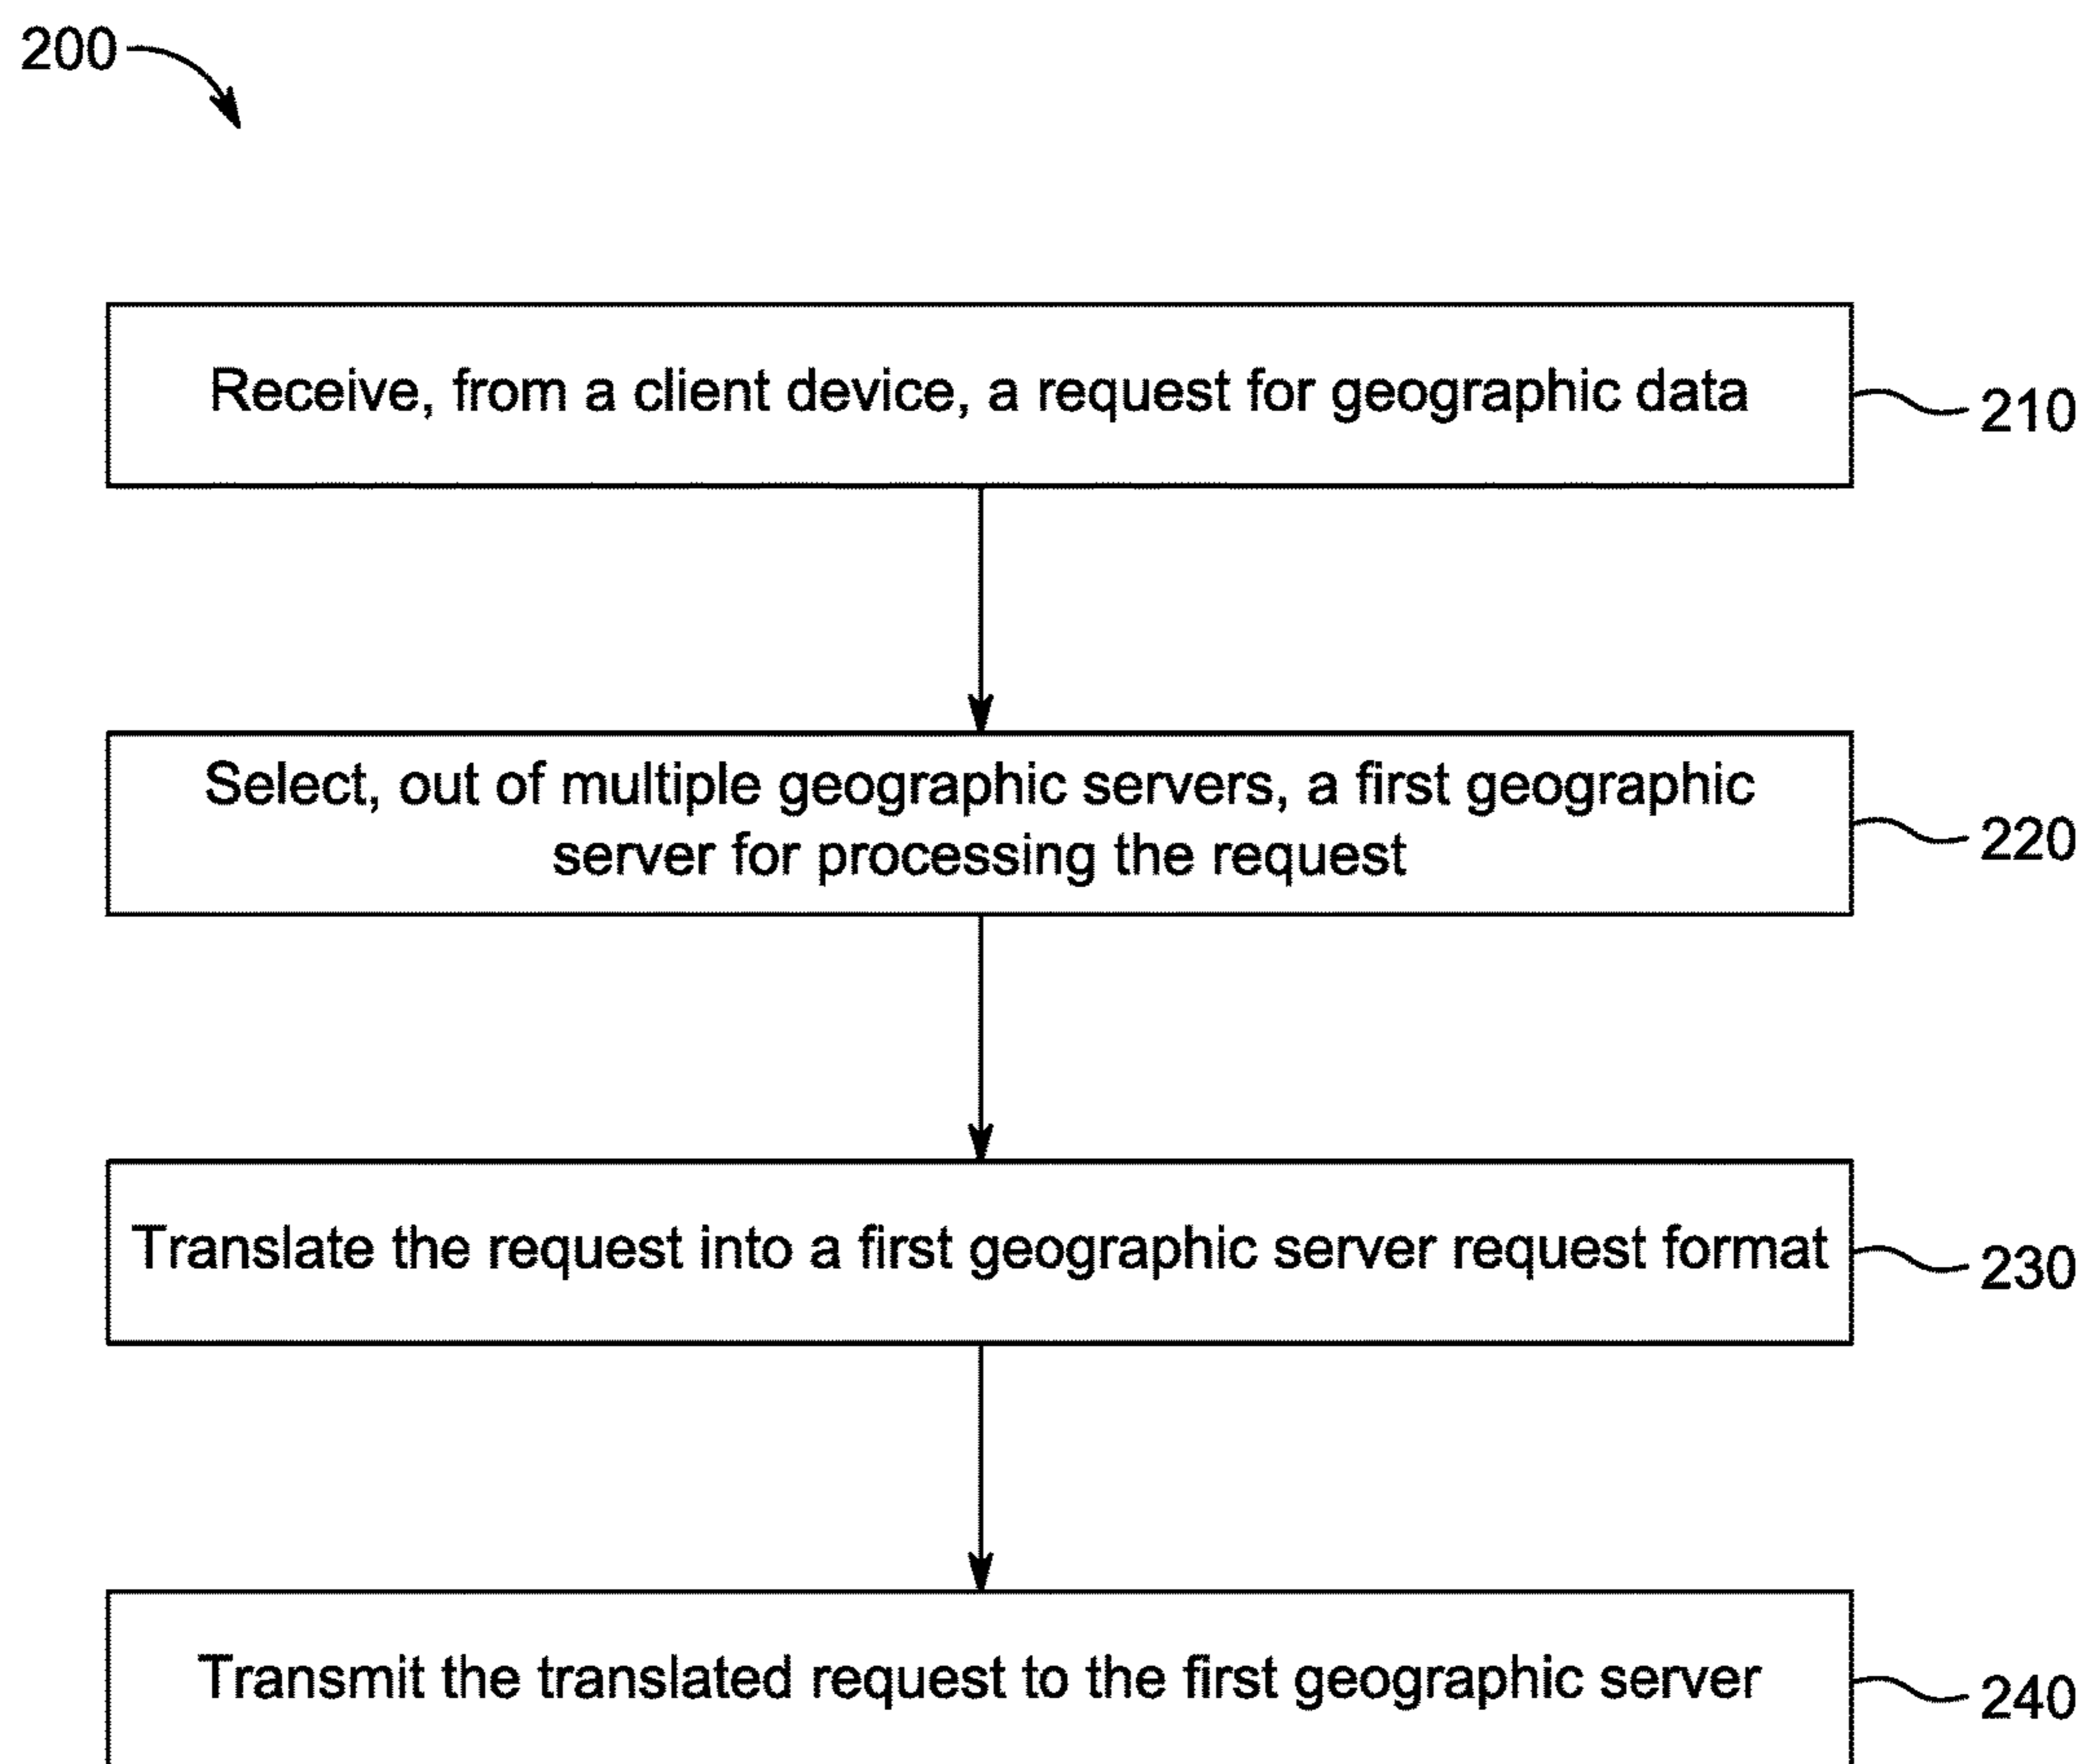 200
Receive, from a client device, a request for geographic data
210
Select, out of multiple geographic servers, a first geographic
server for processing the request
220
Translate the request into a first geographic server request format
230
Transmit the translated request to the first geographic server
240